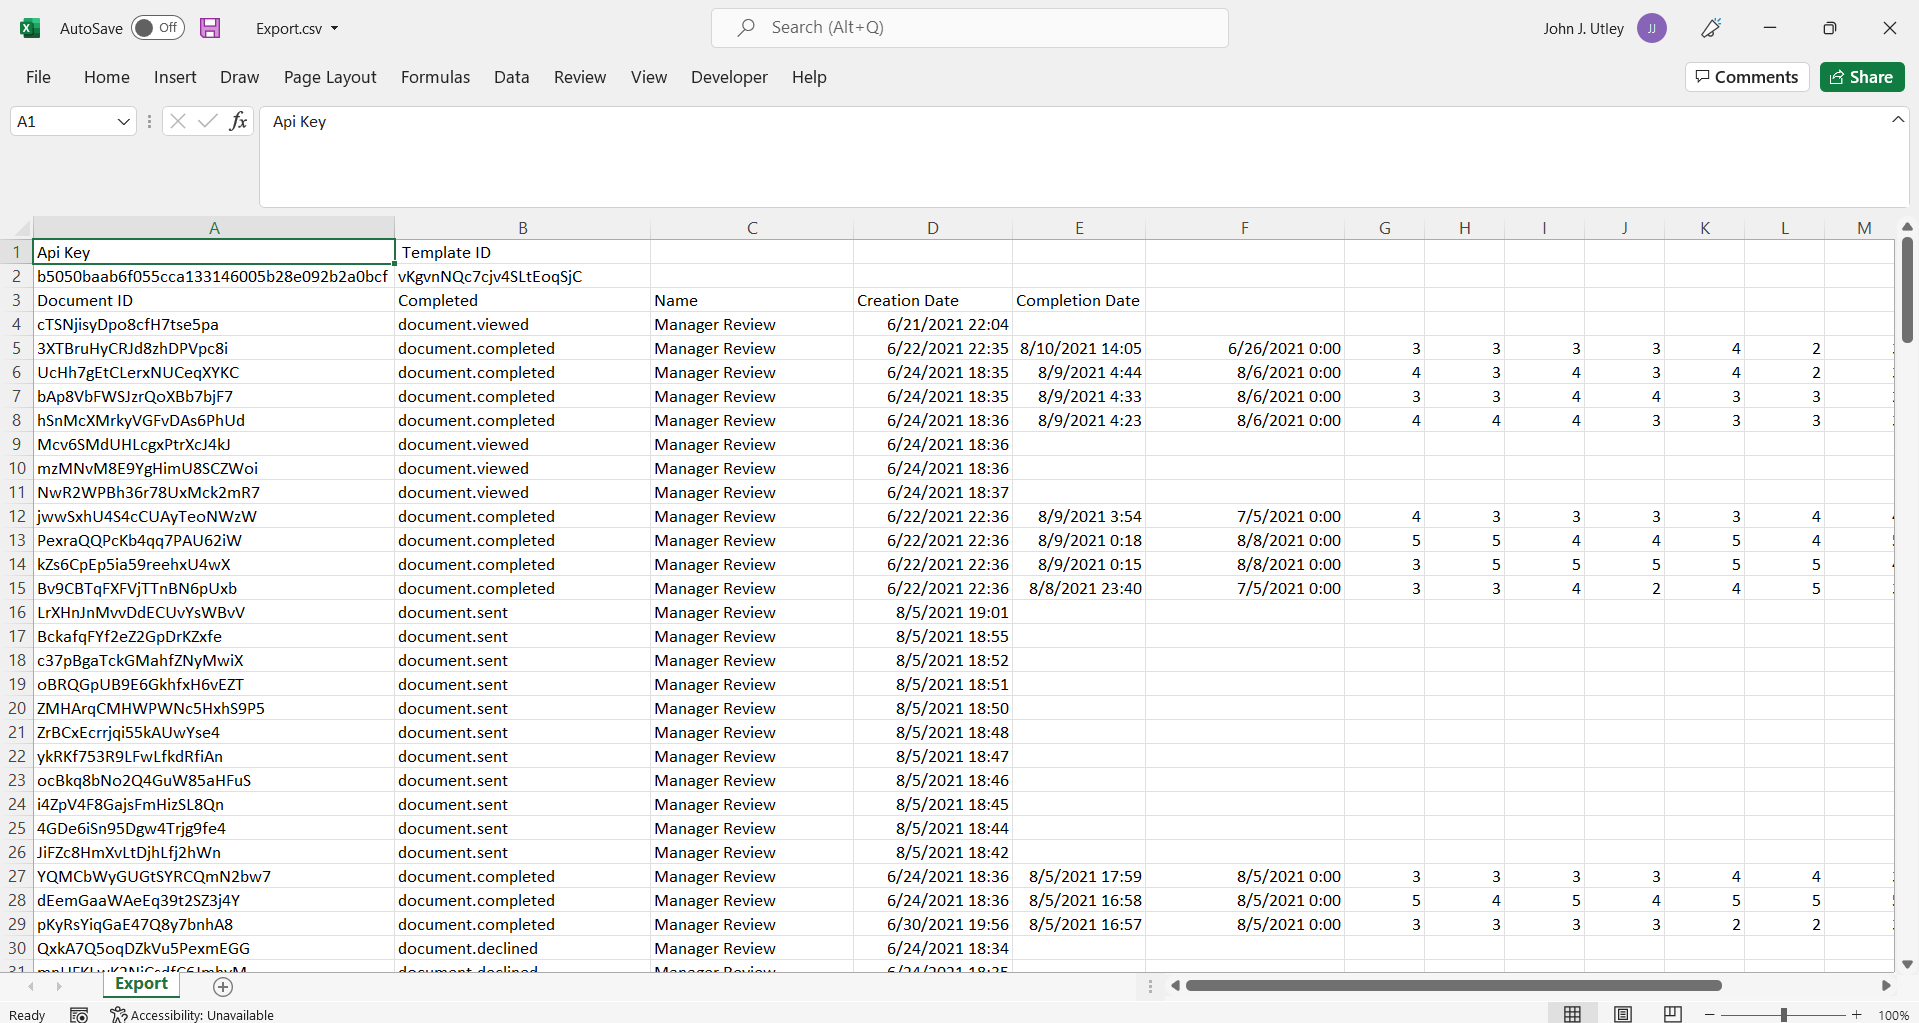 AutoSave Off Export.csv Search (Alt+Q) John J. Utley JJ
File Home Insert Draw Page Layout Formulas Data Review View Developer Help Comments Share
A1 fx Api Key
A B C D E F G H I J K L M
1 Api Key Template ID
2 b5050baab6f055cca133146005b28e092b2a0bcf vKgvnNQc7cjv4SLtEoqSjC
3 Document ID Completed Name Creation Date Completion Date
4 cTSNjisyDpo8cfH7tse5pa document.viewed Manager Review 6/21/2021 22:04
5 3XTBruHyCRJd8zhDPVpc8i document.completed Manager Review 6/22/2021 22:35 8/10/2021 14:05 6/26/2021 0:00 3 3 3 3 4 2
6 UcHh7gEtCLerxNUCeqXYKC document.completed Manager Review 6/24/2021 18:35 8/9/2021 4:44 8/6/2021 0:00 4 3 4 3 4 2
7 bAp8VbFWSJzrQoXBb7bjF7 document.completed Manager Review 6/24/2021 18:35 8/9/2021 4:33 8/6/2021 0:00 3 3 4 4 3 3
8 hSnMcXMrkyVGFvDAs6PhUd document.completed Manager Review 6/24/2021 18:36 8/9/2021 4:23 8/6/2021 0:00 4 4 4 3 3 3
9 Mcv6SMdUHLcgxPtrXcJ4kJ document.viewed Manager Review 6/24/2021 18:36
10 mzMNvM8E9YgHimU8SCZWoi document.viewed Manager Review 6/24/2021 18:36
11 NwR2WPBh36r78UxMck2mR7 document.viewed Manager Review 6/24/2021 18:37
12 jwwSxhU4S4cCUAyTeoNWzW document.completed Manager Review 6/22/2021 22:36 8/9/2021 3:54 7/5/2021 0:00 4 3 3 3 3 4
13 PexraQQPcKb4qq7PAU62iW document.completed Manager Review 6/22/2021 22:36 8/9/2021 0:18 8/8/2021 0:00 5 5 4 4 5 4
14 kZs6CpEp5ia59reehxU4wX document.completed Manager Review 6/22/2021 22:36 8/9/2021 0:15 8/8/2021 0:00 3 5 5 5 5 5
15 Bv9CBTqFXFVjTTnBN6pUxb document.completed Manager Review 6/22/2021 22:36 8/8/2021 23:40 7/5/2021 0:00 3 3 4 2 4 5
16 LrXHnJnMvvDdECUvYsWBvV document.sent Manager Review 8/5/2021 19:01
17 BckafqFYf2eZ2GpDrKZxfe document.sent Manager Review 8/5/2021 18:55
18 c37pBgaTckGMahfZNyMwiX document.sent Manager Review 8/5/2021 18:52
19 oBRQGpUB9E6GkhfxH6vEZT document.sent Manager Review 8/5/2021 18:51
20 ZMHArqCMHWPWNc5HxhS9P5 document.sent Manager Review 8/5/2021 18:50
21 ZrBCxEcrrjqi55kAUwYse4 document.sent Manager Review 8/5/2021 18:48
22 ykRKf753R9LFwLfkdRfiAn document.sent Manager Review 8/5/2021 18:47
23 ocBkq8bNo2Q4GuW85aHFuS document.sent Manager Review 8/5/2021 18:46
24 i4ZpV4F8GajsFmHizSL8Qn document.sent Manager Review 8/5/2021 18:45
25 4GDe6iSn95Dgw4Trjg9fe4 document.sent Manager Review 8/5/2021 18:44
26 JiFZc8HmXvLtDjhLfj2hWn document.sent Manager Review 8/5/2021 18:42
27 YQMCbWyGUGtSYRCQmN2bw7 document.completed Manager Review 6/24/2021 18:36 8/5/2021 17:59 8/5/2021 0:00 3 3 3 3 4 4
28 dEemGaaWAeEq39t2SZ3j4Y document.completed Manager Review 6/24/2021 18:36 8/5/2021 16:58 8/5/2021 0:00 5 4 5 4 5 5
29 pKyRsYiqGaE47Q8y7bnhA8 document.completed Manager Review 6/30/2021 19:56 8/5/2021 16:57 8/5/2021 0:00 3 3 3 3 2 2
30 QxkA7Q5oqDZkVu5PexmEGG document.declined Manager Review 6/24/2021 18:34
Export
Ready Accessibility: Unavailable 100%